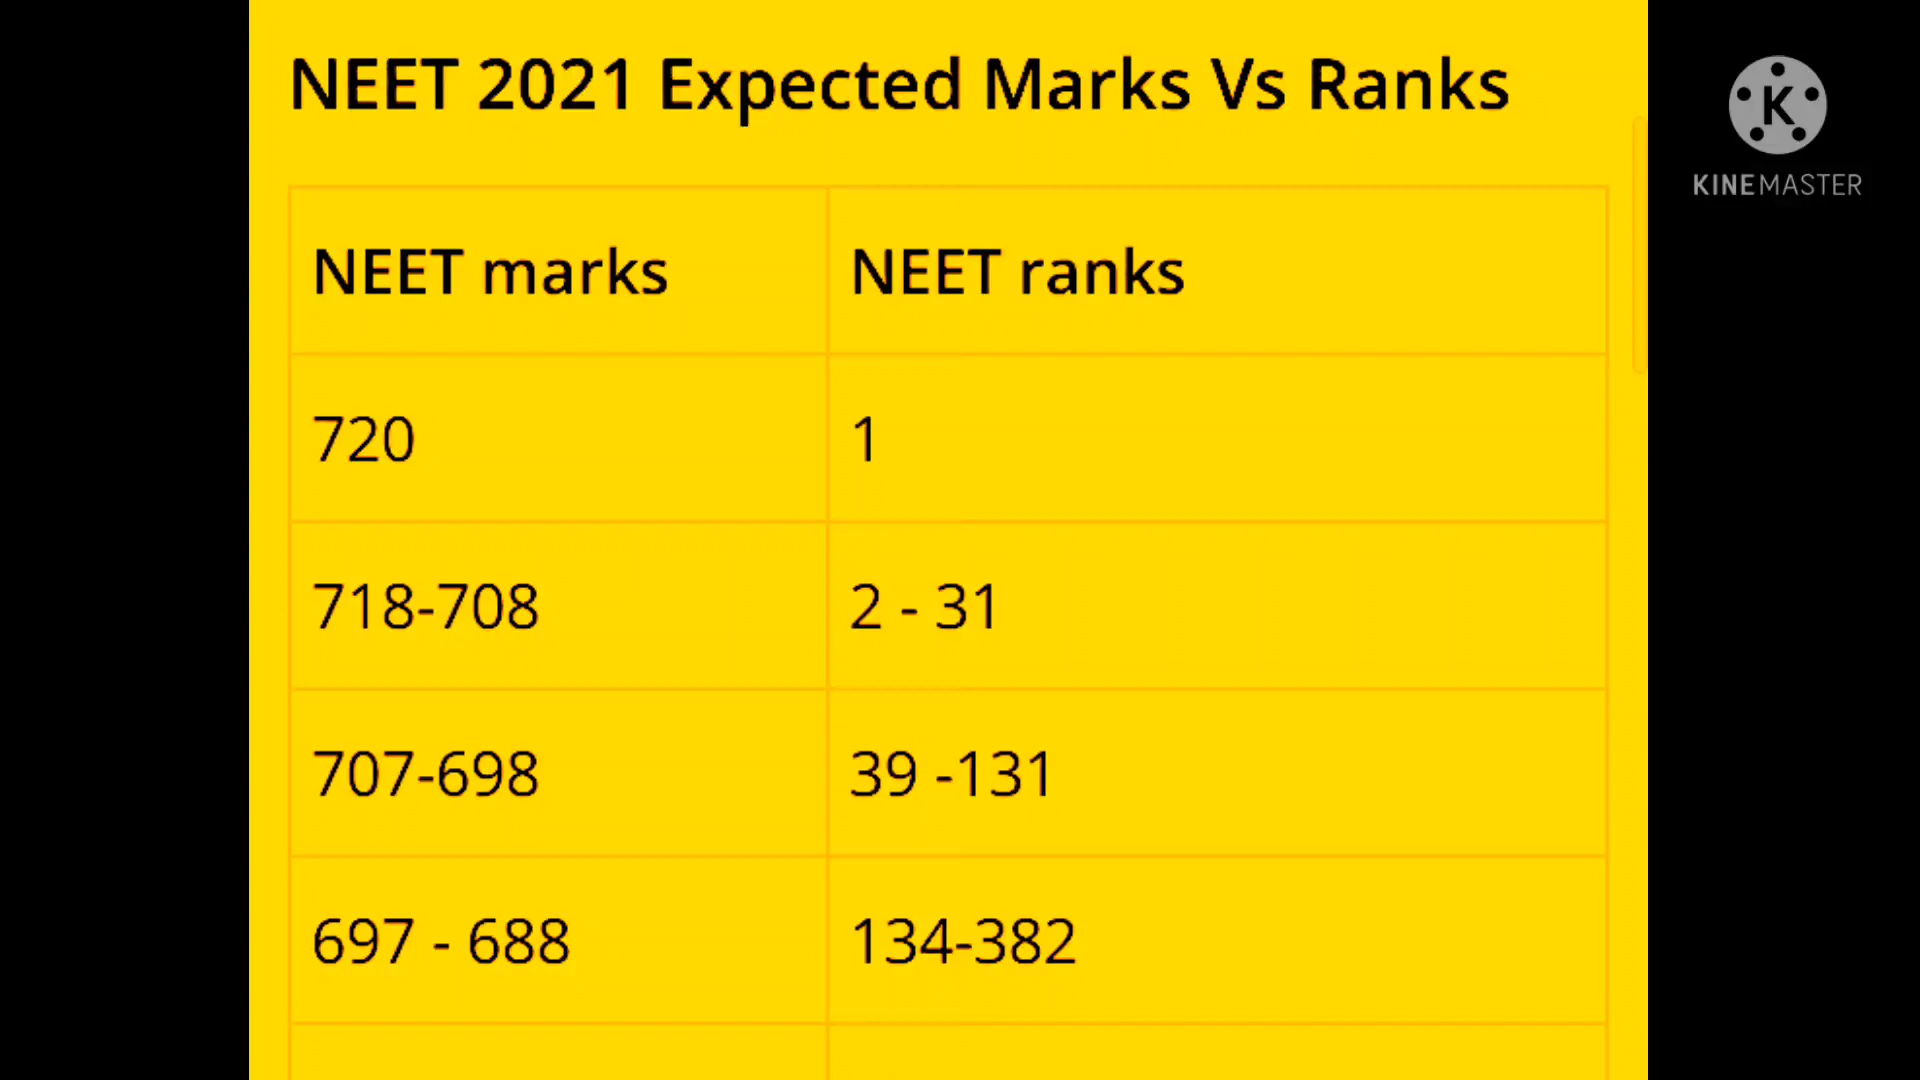 NEET 2021 Expected Marks Vs Ranks
K
KINEMASTER
NEET marks NEET ranks
720 1
718-708 2 - 31
707-698 39 -131
697 - 688 134-382